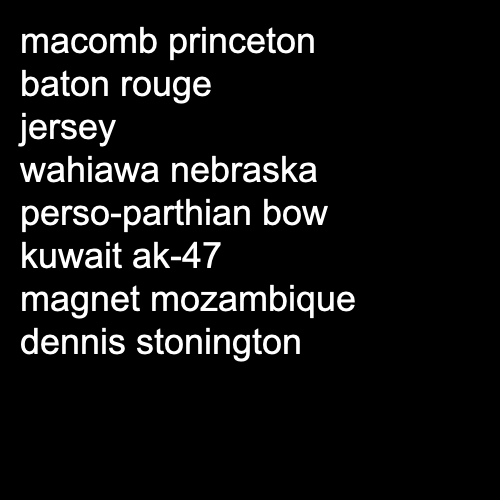 macomb princeton
baton rouge
jersey
wahiawa nebraska
perso-parthian bow
kuwait ak-47
magnet mozambique
dennis stonington